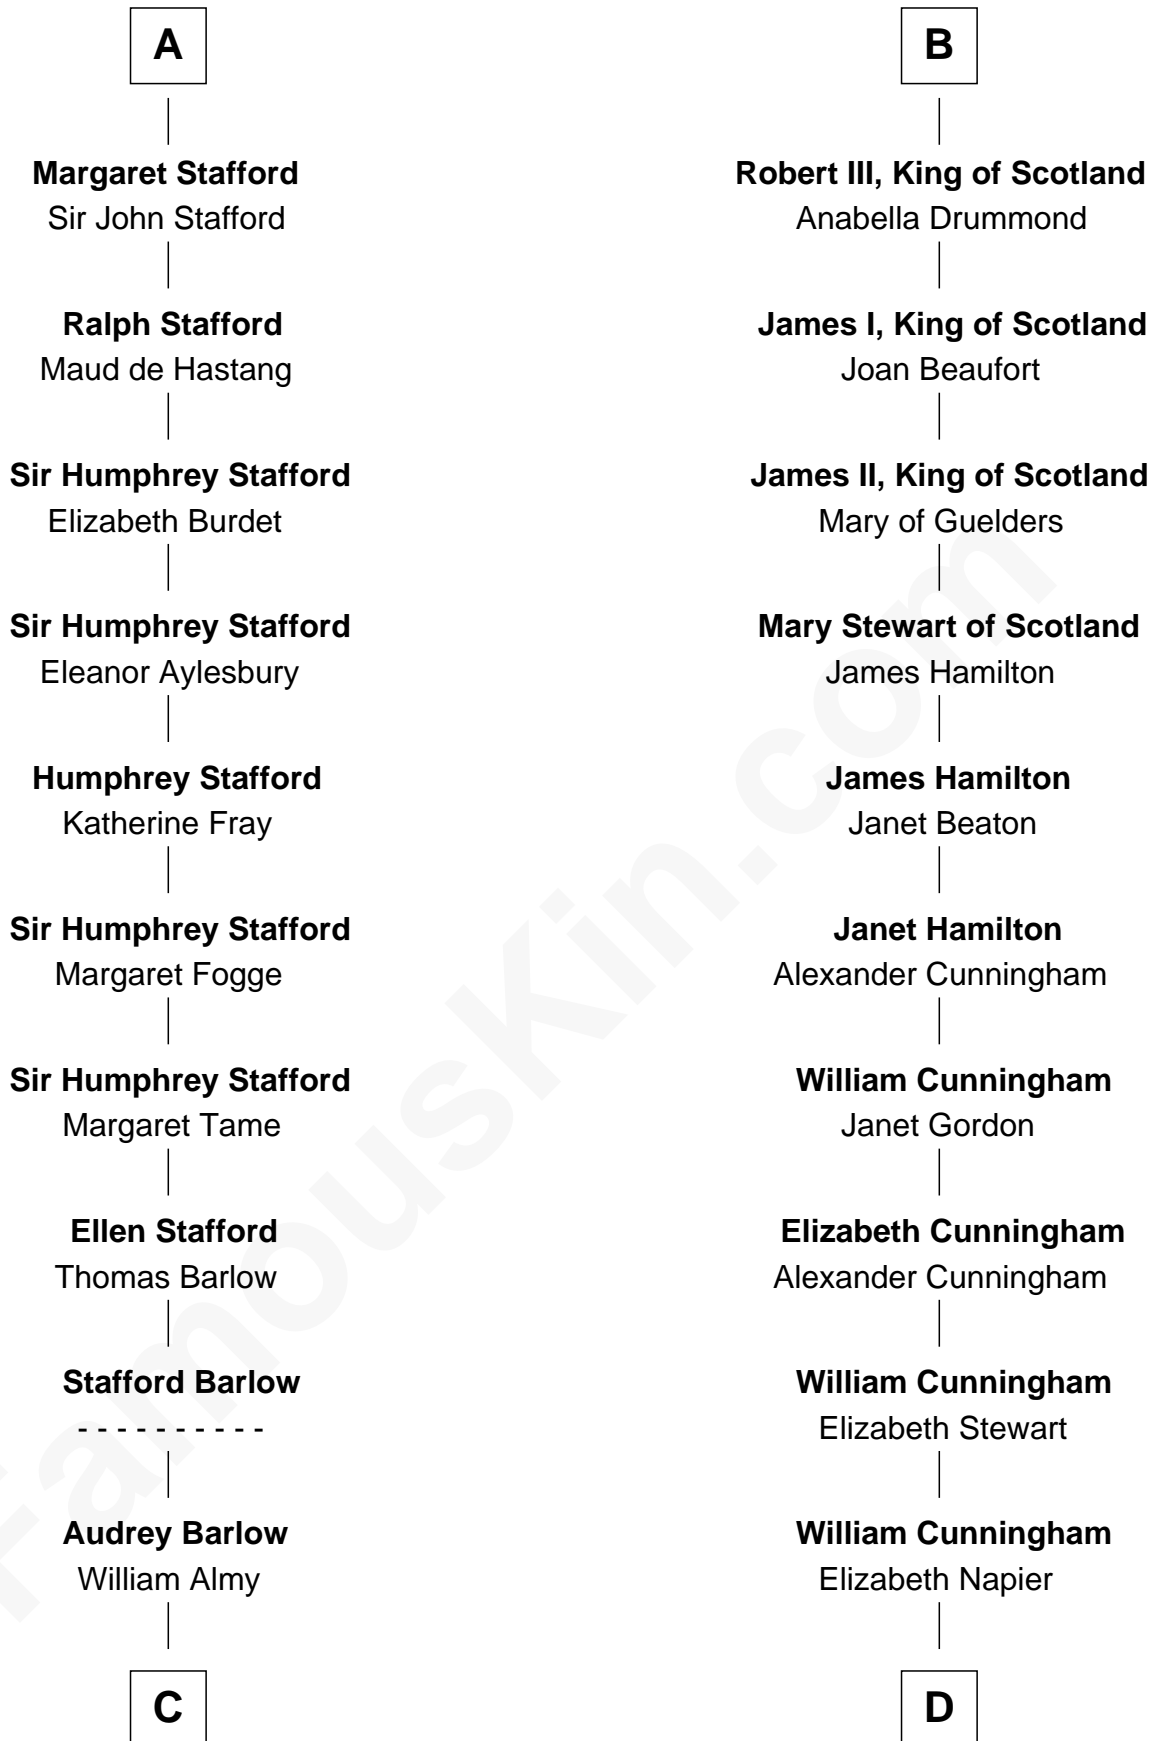 A
Margaret Stafford
Sir John Stafford
Ralph Stafford
Maud de Hastang
Sir Humphrey Stafford
Elizabeth Burdet
Sir Humphrey Stafford
Eleanor Aylesbury
Humphrey Stafford
Katherine Fray
Sir Humphrey Stafford
Margaret Fogge
Sir Humphrey Stafford
Margaret Tame
Ellen Stafford
Thomas Barlow
Stafford Barlow
- - - - - - - - - -
Audrey Barlow
William Almy
C
B
Robert III, King of Scotland
Anabella Drummond
James I, King of Scotland
Joan Beaufort
James II, King of Scotland
Mary of Guelders
Mary Stewart of Scotland
James Hamilton
James Hamilton
Janet Beaton
Janet Hamilton
Alexander Cunningham
William Cunningham
Janet Gordon
Elizabeth Cunningham
Alexander Cunningham
William Cunningham
Elizabeth Stewart
William Cunningham
Elizabeth Napier
D
FamousKin.com